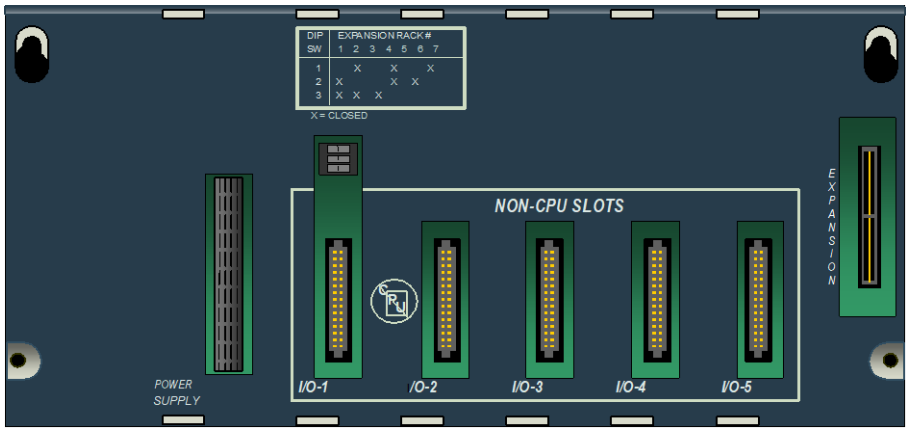 DIP EXPANSION RACK #
SW 1 2 3 4 5 6 7
1 X X X
2 X X X
3 X X X
X = CLOSED
EXPANSION
NON-CPU SLOTS
CPU
I/O-1 I/O-2 I/O-3 I/O-4 I/O-5
POWER
SUPPLY